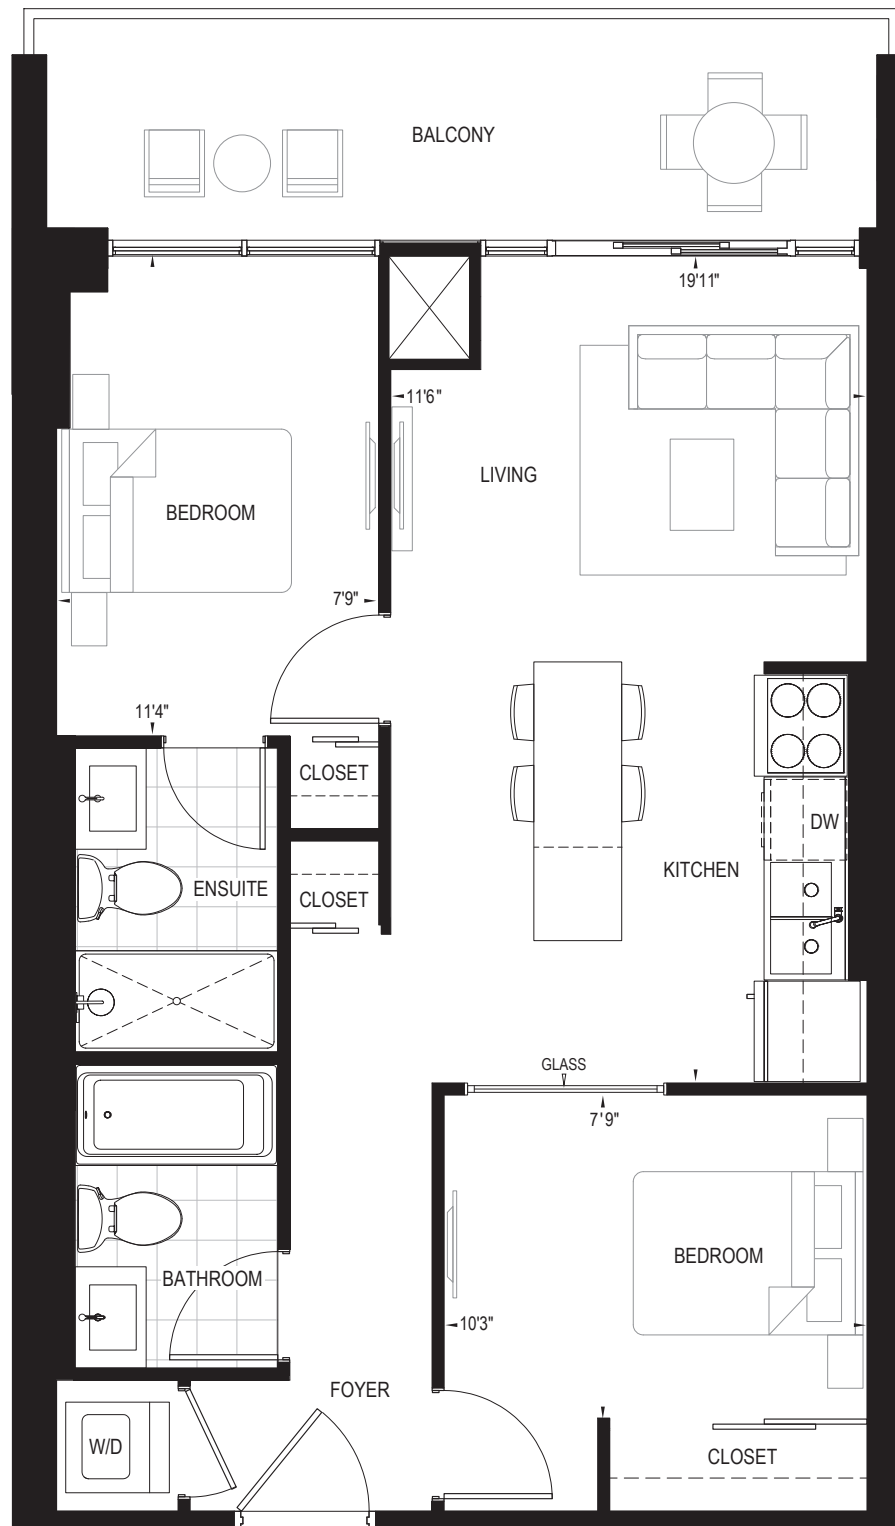 BALCONY
19'11"
11'6"
LIVING
BEDROOM
7'9"
11'4"
CLOSET
DW
KITCHEN
ENSUITE
CLOSET
GLASS
7'9"
BEDROOM
BATHROOM
10'3"
FOYER
W/D
CLOSET